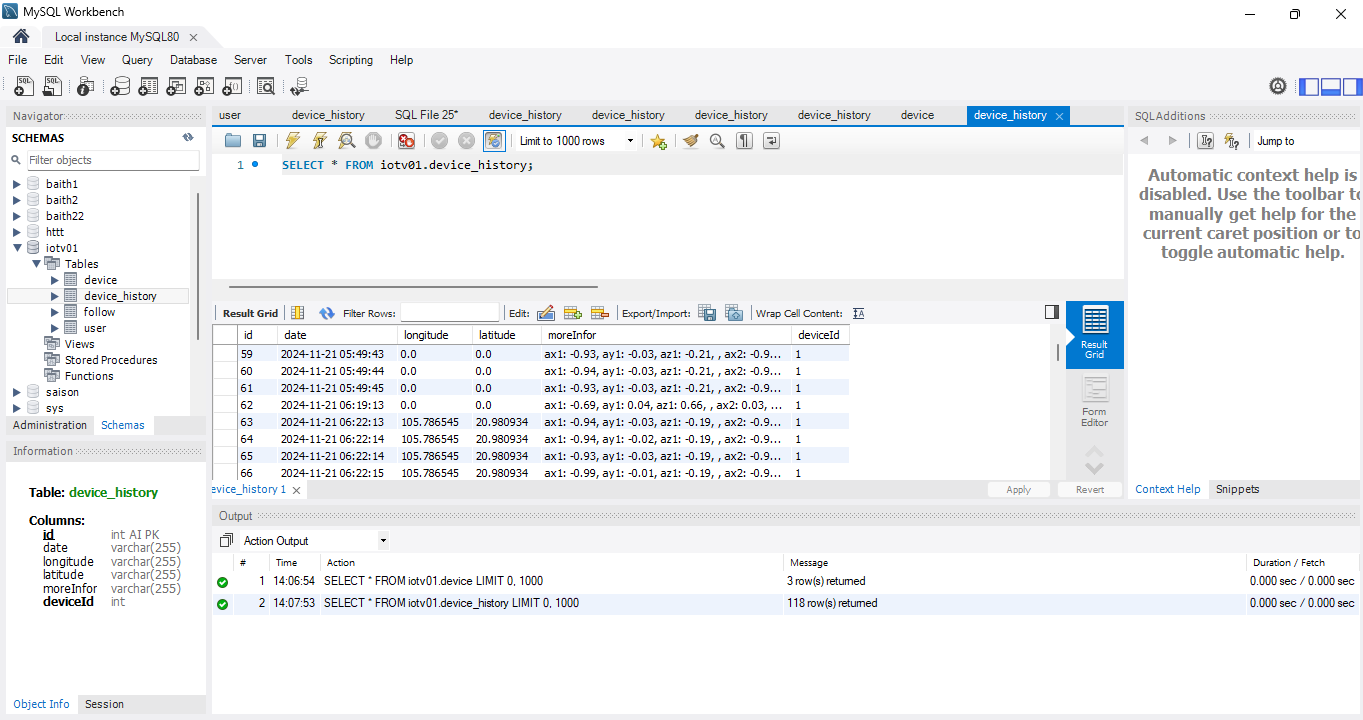 MySQL Workbench
Local instance MySQL80
File Edit View Query Database Server Tools Scripting Help
Navigator
SCHEMAS
Filter objects
baith1
baith2
baith22
httt
iotv01
Tables
device
device_history
follow
user
Views
Stored Procedures
Functions
saison
sys
Administration Schemas
Information
Table: device_history
Columns:
id int AI PK
date varchar(255)
longitude varchar(255)
latitude varchar(255)
moreInfor varchar(255)
deviceId int
Object Info Session
user device_history SQL File 25* device_history device_history device_history device_history device device_history
Limit to 1000 rows
1 SELECT * FROM iotv01.device_history;
Result Grid Filter Rows: Edit: Export/Import: Wrap Cell Content:
id date longitude latitude moreInfor deviceId
59 2024-11-21 05:49:43 0.0 0.0 ax1: -0.93, ay1: -0.03, az1: -0.21, , ax2: -0.9... 1
60 2024-11-21 05:49:44 0.0 0.0 ax1: -0.94, ay1: -0.03, az1: -0.21, , ax2: -0.9... 1
61 2024-11-21 05:49:45 0.0 0.0 ax1: -0.93, ay1: -0.03, az1: -0.21, , ax2: -0.9... 1
62 2024-11-21 06:19:13 0.0 0.0 ax1: -0.69, ay1: 0.04, az1: 0.66, , ax2: 0.03, ... 1
63 2024-11-21 06:22:13 105.786545 20.980934 ax1: -0.94, ay1: -0.03, az1: -0.19, , ax2: -0.9... 1
64 2024-11-21 06:22:14 105.786545 20.980934 ax1: -0.94, ay1: -0.02, az1: -0.19, , ax2: -0.9... 1
65 2024-11-21 06:22:14 105.786545 20.980934 ax1: -0.93, ay1: -0.03, az1: -0.19, , ax2: -0.9... 1
66 2024-11-21 06:22:15 105.786545 20.980934 ax1: -0.99, ay1: -0.01, az1: -0.19, , ax2: -0.9... 1
Result
Grid
Form
Editor
evice_history 1
Apply Revert
Output
Action Output
# Time Action Message Duration / Fetch
1 14:06:54 SELECT * FROM iotv01.device LIMIT 0, 1000 3 row(s) returned 0.000 sec / 0.000 sec
2 14:07:53 SELECT * FROM iotv01.device_history LIMIT 0, 1000 118 row(s) returned 0.000 sec / 0.000 sec
SQLAdditions
Jump to
Automatic context help is
disabled. Use the toolbar to
manually get help for the
current caret position or to
toggle automatic help.
Context Help Snippets